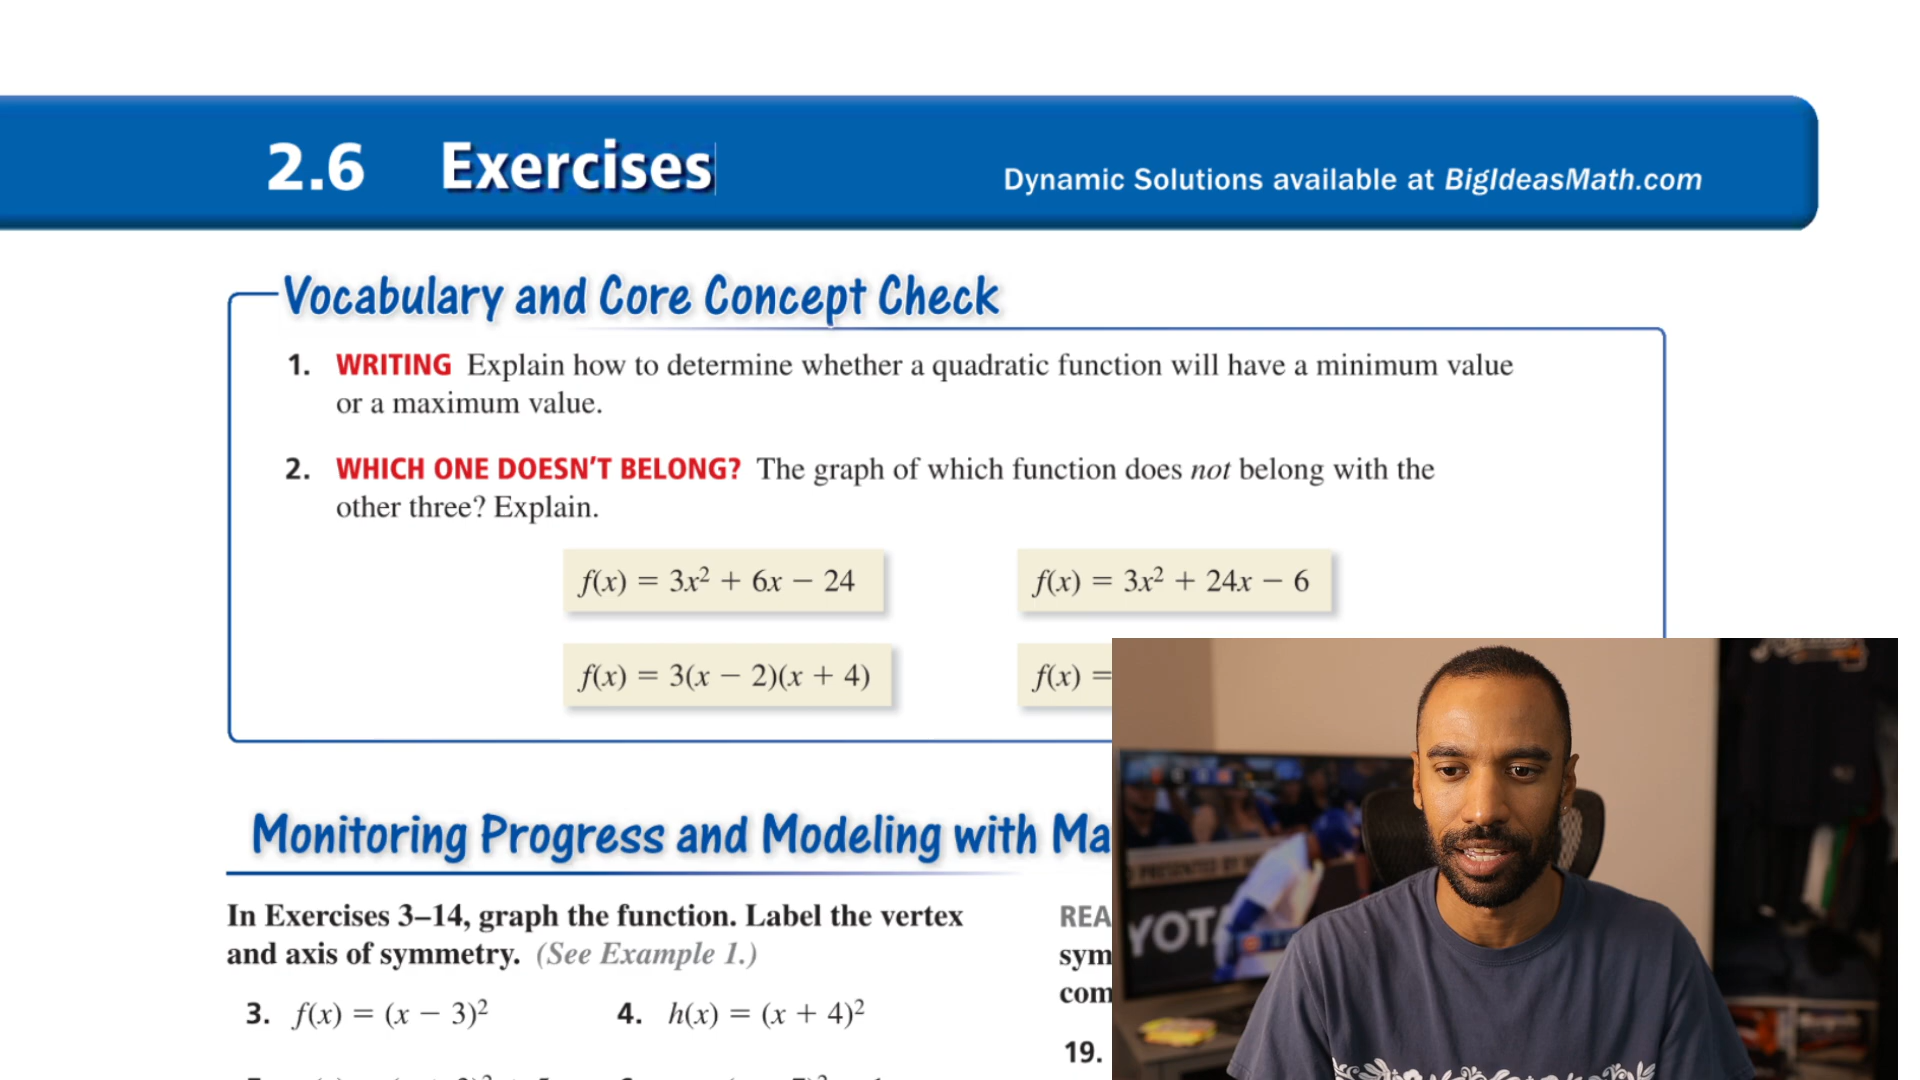 2.6 Exercises
Dynamic Solutions available at BigIdeasMath.com
Vocabulary and Core Concept Check
1. WRITING Explain how to determine whether a quadratic function will have a minimum value
or a maximum value.
2. WHICH ONE DOESN'T BELONG? The graph of which function does not belong with the
other three? Explain.
f(x) = 3x² + 6x − 24
f(x) = 3x² + 24x − 6
f(x) = 3(x − 2)(x + 4)
f(x) =
Monitoring Progress and Modeling with Ma
In Exercises 3–14, graph the function. Label the vertex
and axis of symmetry. (See Example 1.)
3. f(x) = (x − 3)²
4. h(x) = (x + 4)²
REA
sym
com
19.
PRESENTED BY
YOTA